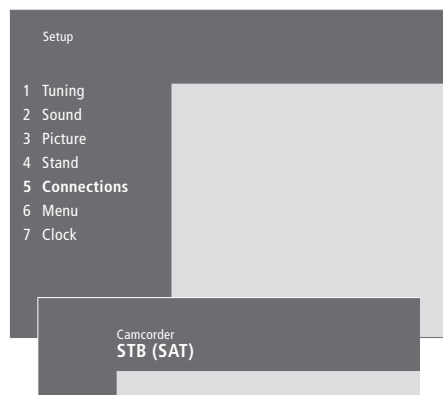 Setup
1 Tuning
2 Sound
3 Picture
4 Stand
5 Connections
6 Menu
7 Clock
Camcorder
STB (SAT)